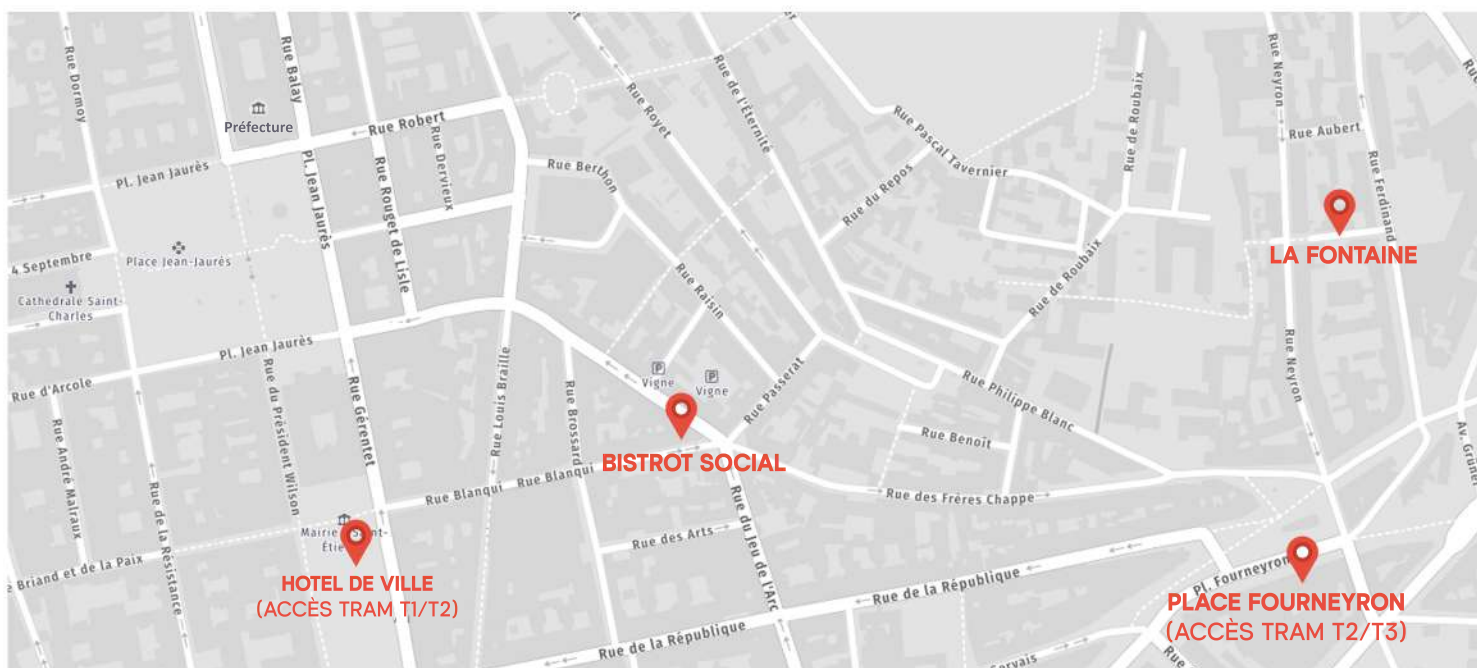 Rue Dormoy
Rue Balay
Préfecture
Rue Robert
Rue Dervieux
Pl. Jean Jaurès
Pl. Jean Jaurès
Rue Rouget de Lisle
Rue Berthon
Rue Royet
Rue de l'Éternité
Rue Pascal Tavernier
Rue de Roubaix
Rue Neyron
Rue Aubert
Rue Ferdinand
Rue du Repos
4 Septembre
Place Jean-Jaurès
Cathédrale Saint-
Charles
LA FONTAINE
Rue de Roubaix
Rue Raisin
Pl. Jean Jaurès
Rue d'Arcole
Rue André Malraux
Rue du Président Wilson
Rue Gérentet
Rue Louis Braille
Rue Brossard
P
Vigne
P
Vigne
Rue Passerat
Rue Philippe Blanc
Rue Neyron
Rue Benoît
BISTROT SOCIAL
Rue Blanqui
Rue Blanqui
Rue des Frères Chappe
Av. Grüner
Rue de la Résistance
Briand et de la Paix
HOTEL DE VILLE
(ACCÈS TRAM T1/T2)
Rue des Arts
Rue du Jeu de l'Arc
Rue de la République
Rue de la République
Pl. Fourneyron
PLACE FOURNEYRON
(ACCÈS TRAM T2/T3)